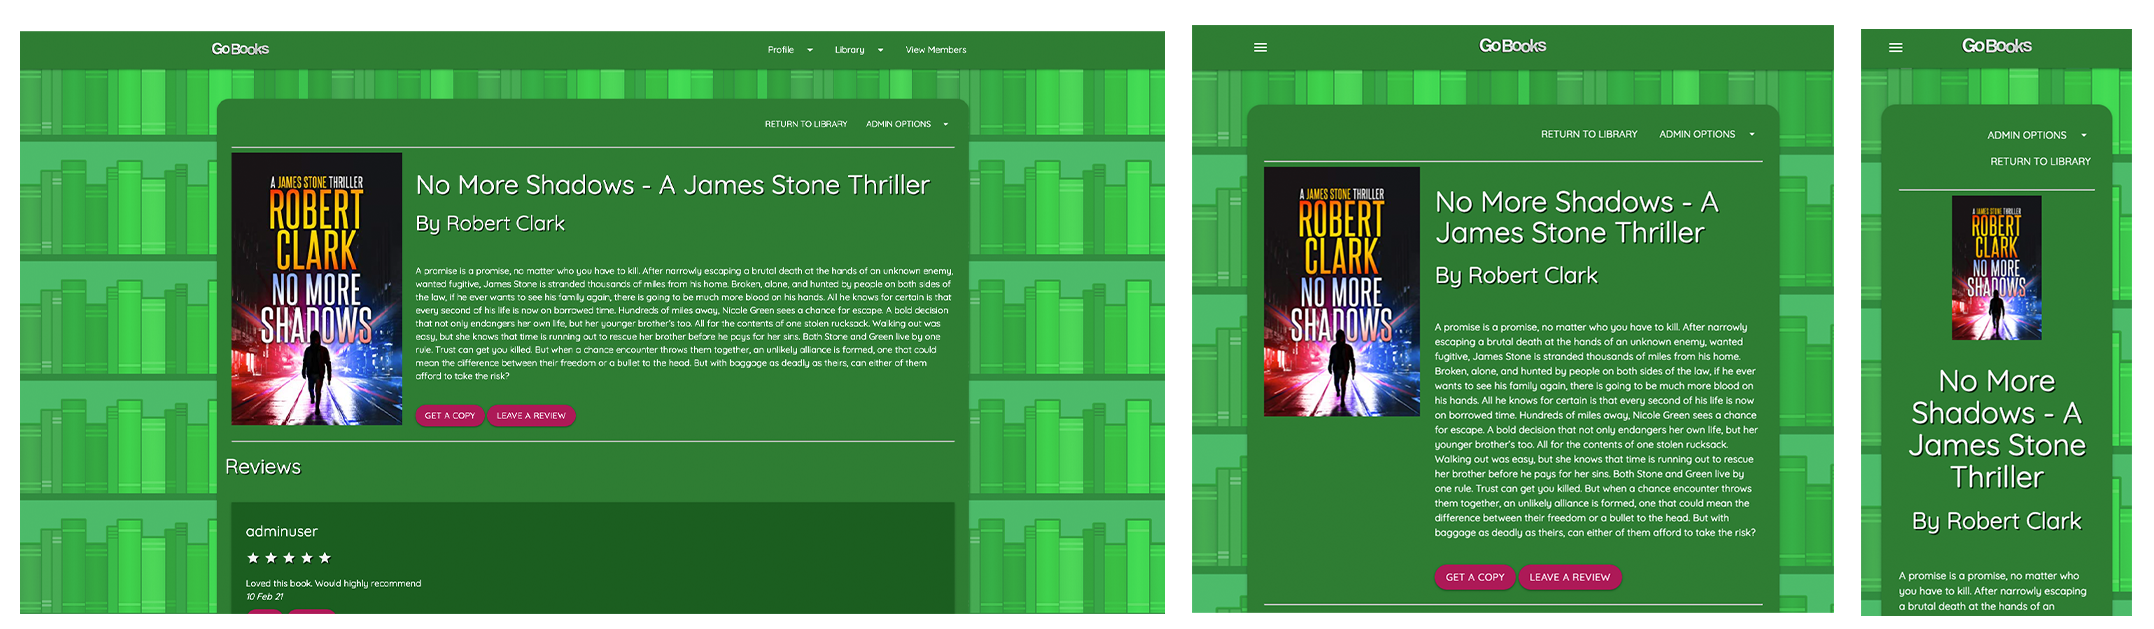 GoBooks
Profile
Library
View Members
RETURN TO LIBRARY
ADMIN OPTIONS
A JAMES STONE THRILLER
ROBERT
CLARK
NO MORE
SHADOWS
No More Shadows - A James Stone Thriller
By Robert Clark
A promise is a promise, no matter who you have to kill. After narrowly escaping a brutal death at the hands of an unknown enemy,
wanted fugitive, James Stone is stranded thousands of miles from his home. Broken, alone, and hunted by people on both sides of
the law, if he ever wants to see his family again, there is going to be much more blood on his hands. All he knows for certain is that
every second of his life is now on borrowed time. Hundreds of miles away, Nicole Green sees a chance for escape. A bold decision
that not only endangers her own life, but her younger brother's too. All for the contents of one stolen rucksack. Walking out was
easy, but she knows that time is running out to rescue her brother before he pays for her sins. Both Stone and Green live by one
rule. Trust can get you killed. But when a chance encounter throws them together, an unlikely alliance is formed, one that could
mean the difference between their freedom or a bullet to the head. But with baggage as deadly as theirs, can either of them
afford to take the risk?
GET A COPY
LEAVE A REVIEW
Reviews
adminuser
Loved this book. Would highly recommend
10 Feb 21
GoBooks
RETURN TO LIBRARY
ADMIN OPTIONS
A JAMES STONE THRILLER
ROBERT
CLARK
NO MORE
SHADOWS
No More Shadows - A
James Stone Thriller
By Robert Clark
A promise is a promise, no matter who you have to kill. After narrowly
escaping a brutal death at the hands of an unknown enemy, wanted
fugitive, James Stone is stranded thousands of miles from his home.
Broken, alone, and hunted by people on both sides of the law, if he ever
wants to see his family again, there is going to be much more blood on
his hands. All he knows for certain is that every second of his life is now
on borrowed time. Hundreds of miles away, Nicole Green sees a chance
for escape. A bold decision that not only endangers her own life, but her
younger brother's too. All for the contents of one stolen rucksack.
Walking out was easy, but she knows that time is running out to rescue
her brother before he pays for her sins. Both Stone and Green live by
one rule. Trust can get you killed. But when a chance encounter throws
them together, an unlikely alliance is formed, one that could mean the
difference between their freedom or a bullet to the head. But with
baggage as deadly as theirs, can either of them afford to take the risk?
GET A COPY
LEAVE A REVIEW
GoBooks
ADMIN OPTIONS
RETURN TO LIBRARY
A JAMES STONE THRILLER
ROBERT
CLARK
NO MORE
SHADOWS
No More
Shadows - A
James Stone
Thriller
By Robert Clark
A promise is a promise, no matter who
you have to kill. After narrowly escaping
a brutal death at the hands of an